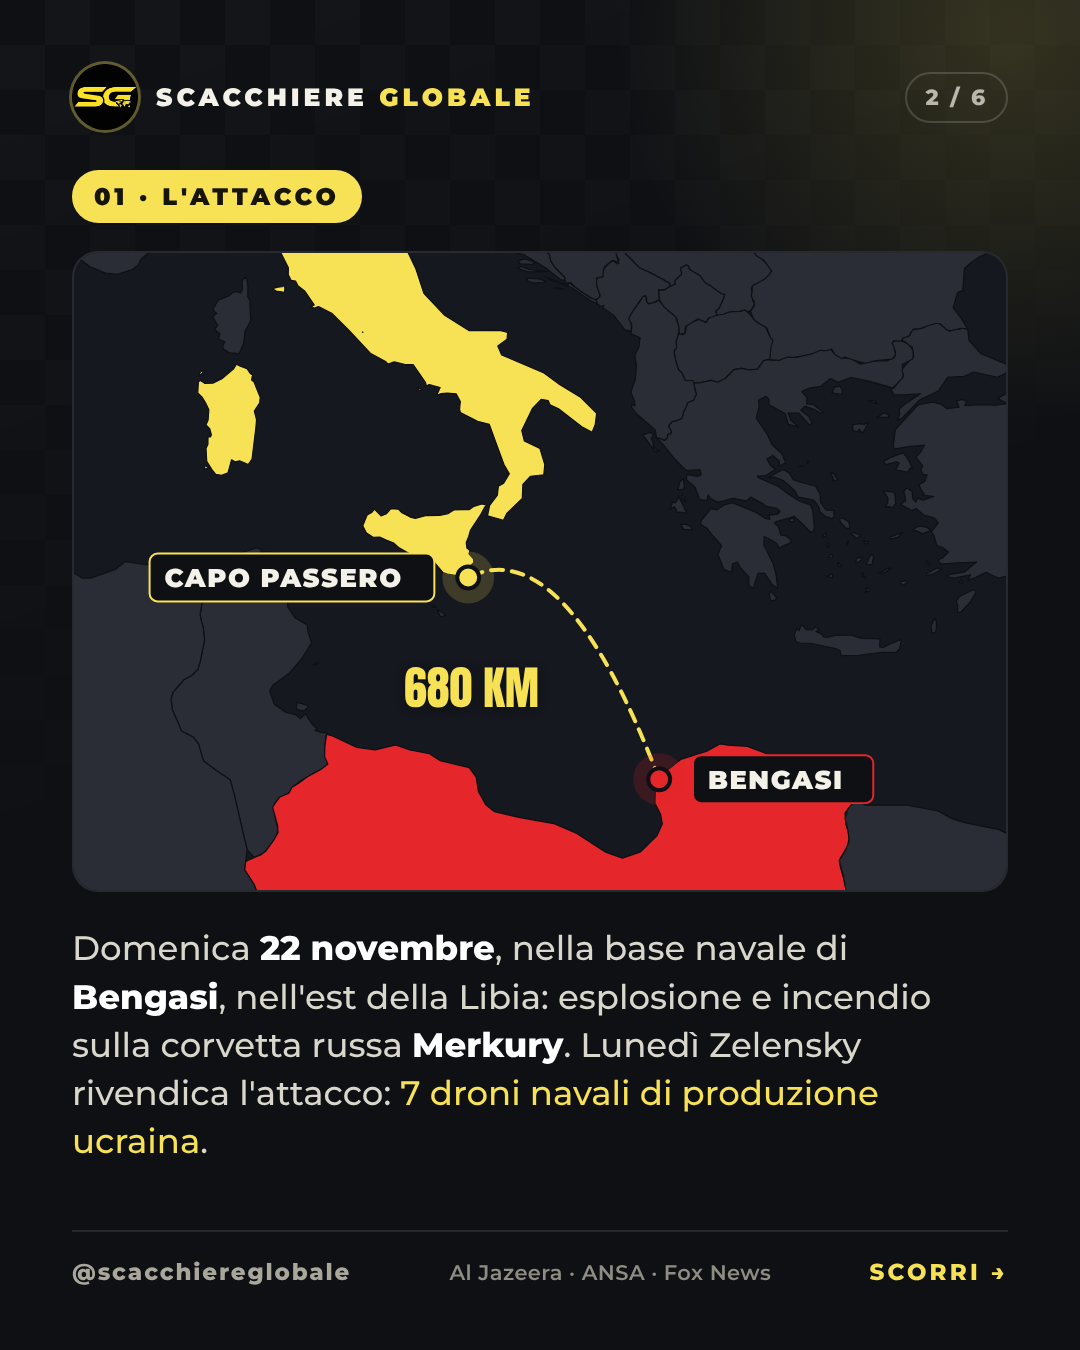 SG
SCACCHIERE GLOBALE
2 / 6
01 • L'ATTACCO
CAPO PASSERO
680 KM
BENGASI
Domenica 22 novembre, nella base navale di
Bengasi, nell'est della Libia: esplosione e incendio
sulla corvetta russa Merkury. Lunedì Zelensky
rivendica l'attacco: 7 droni navali di produzione
ucraina.
@scacchiereglobale
Al Jazeera · ANSA · Fox News
SCORRI →